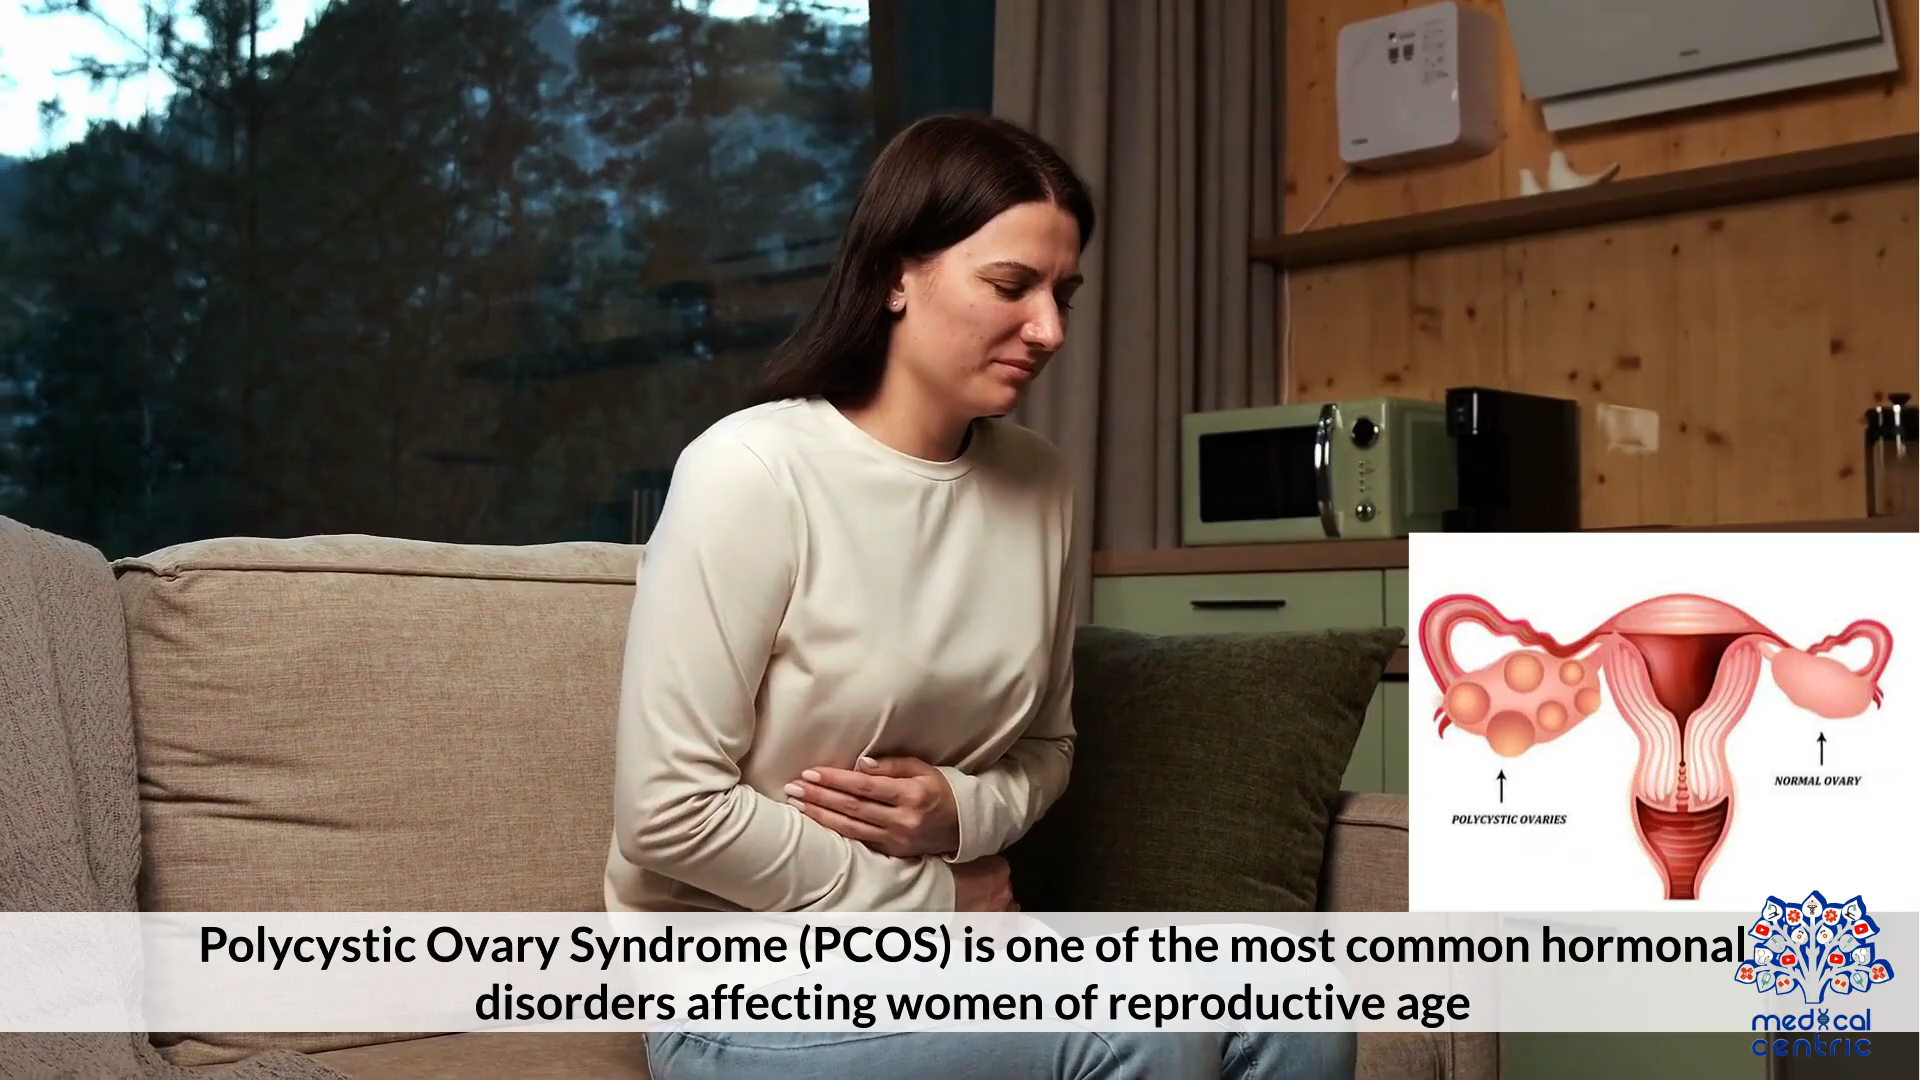 NORMAL OVARY
POLYCYSTIC OVARIES
Polycystic Ovary Syndrome (PCOS) is one of the most common hormonal
disorders affecting women of reproductive age
medical
centric